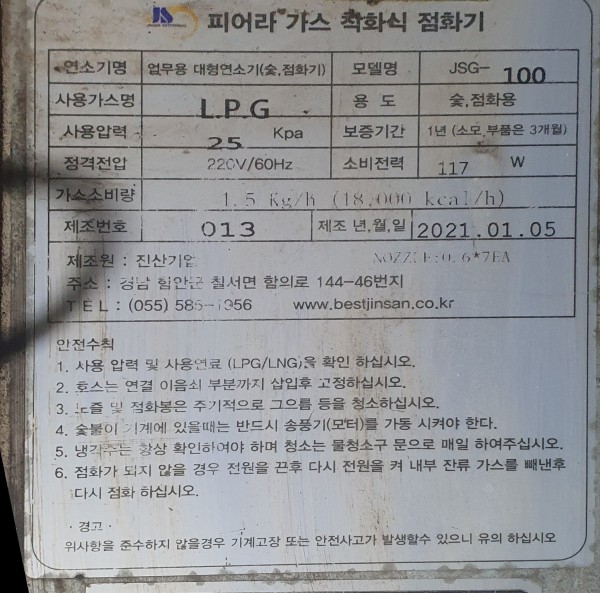 JS 피어라 가스 착화식 점화기
연소기명 업무용 대형연소기(숯,점화기) 모델명 JSG- 100
사용가스명 L.P.G 용 도 숯,점화용
사용압력 25 Kpa 보증기간 1년 (소모,부품은 3개월)
정격전압 220V/60Hz 소비전력 117 W
가스소비량 1.5 Kg/h (18,000 kcal/h)
제조번호 013 제조 년,월,일 2021.01.05
제조원 : 진산기업 NOZZLE:0.6*7EA
주소 : 경남 함안군 칠서면 함의로 144-46번지
T E L : (055) 585-1956 www.bestjinsan.co.kr
안전수칙
1. 사용 압력 및 사용연료 (LPG/LNG)을 확인 하십시오.
2. 호스는 연결 이음쇠 부분까지 삽입후 고정하십시오.
3. 노즐 및 점화봉은 주기적으로 그으름 등을 청소하십시오.
4. 숯불이 기계에 있을때는 반드시 송풍기(모터)를 가동 시켜야 한다.
5. 냉각수는 항상 확인하여야 하며 청소는 물청소구 문으로 매일 하여주십시오.
6. 점화가 되지 않을 경우 전원을 끈후 다시 전원을 켜 내부 잔류 가스를 빼낸후
다시 점화 하십시오.
· 경고 ·
위사항을 준수하지 않을경우 기계고장 또는 안전사고가 발생할수 있으니 유의 하십시오